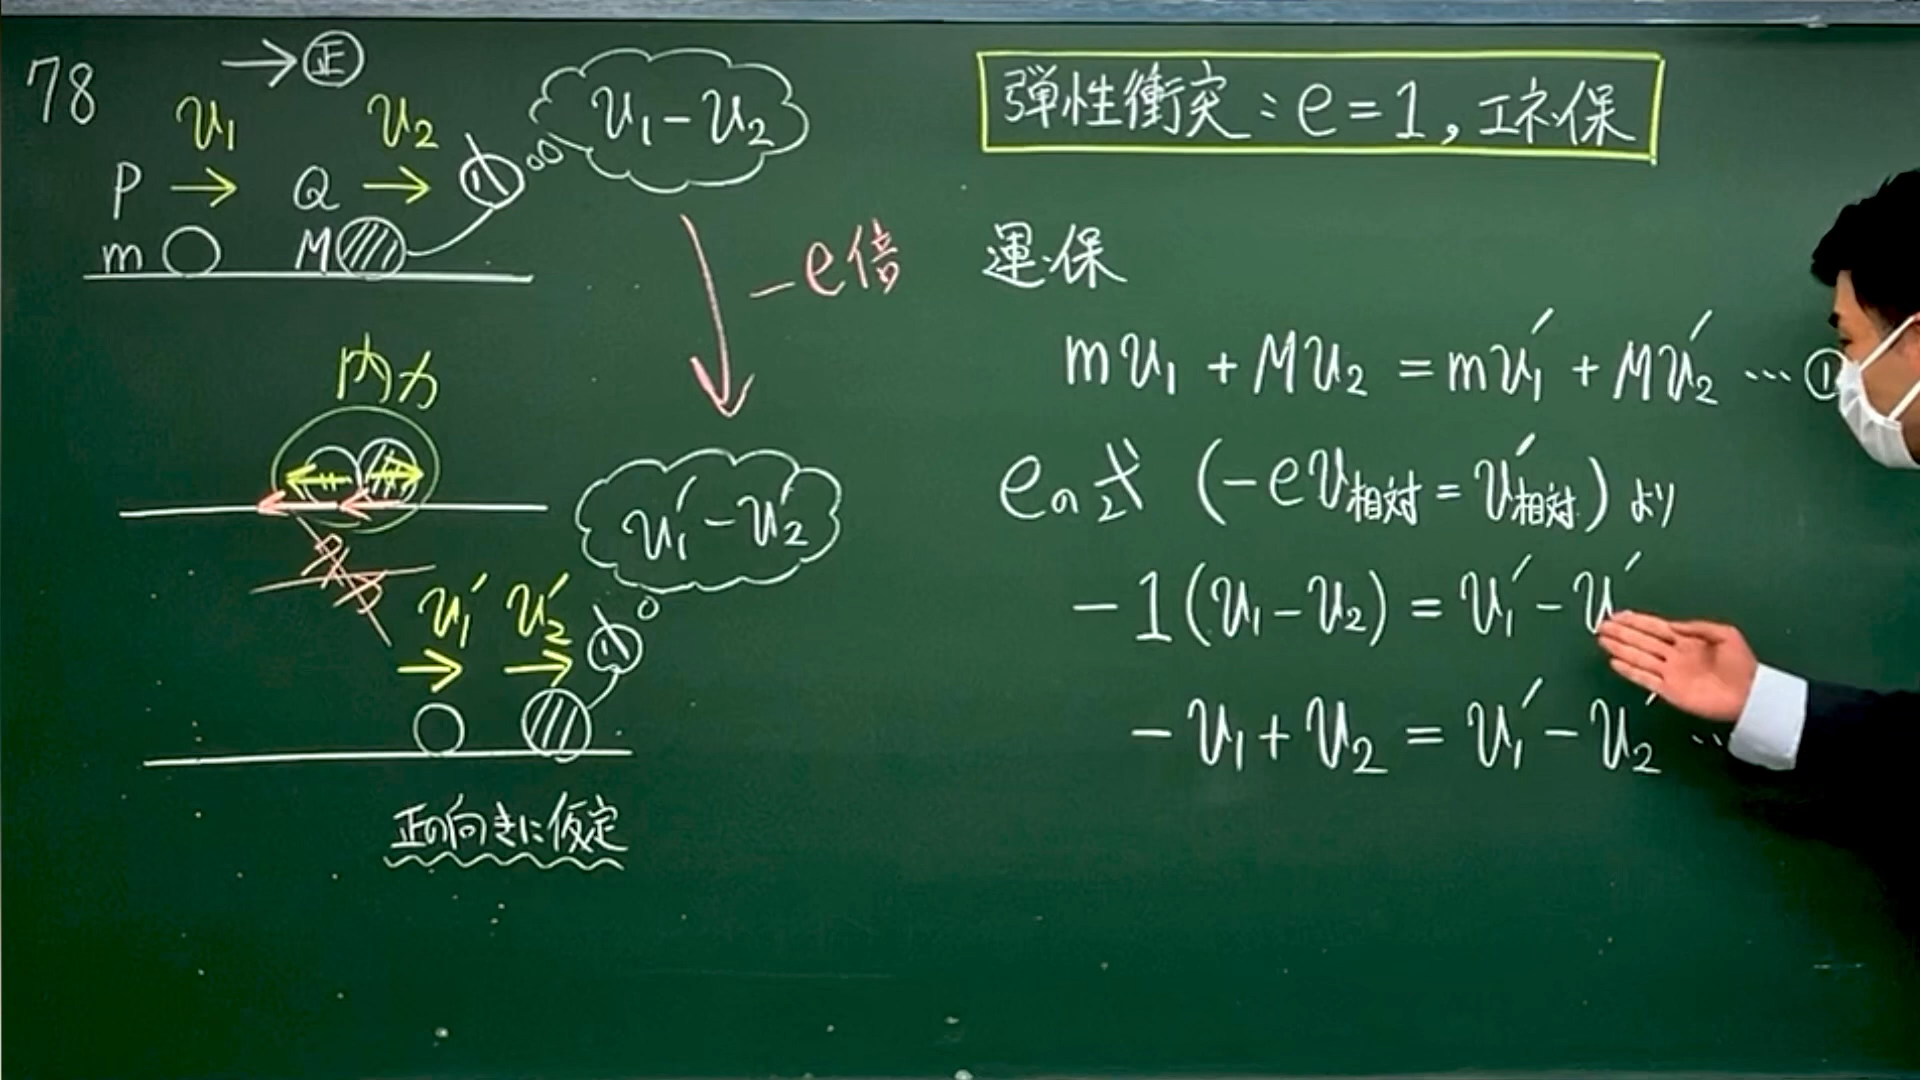 78
→ 正
v₁ v₂
P → Q →
m M
小
v₁-v₂
-e倍
内力
v₁'-v₂'
v₁' v₂'
小
正の向きに仮定
弾性衝突：e=1, エネ保
運・保
mv₁+Mv₂=mv₁'+Mv₂' … ①
eの式 (-ev相対=v'相対) より
-1(v₁-v₂)=v₁'-v'
-v₁+v₂=v₁'-v₂' …